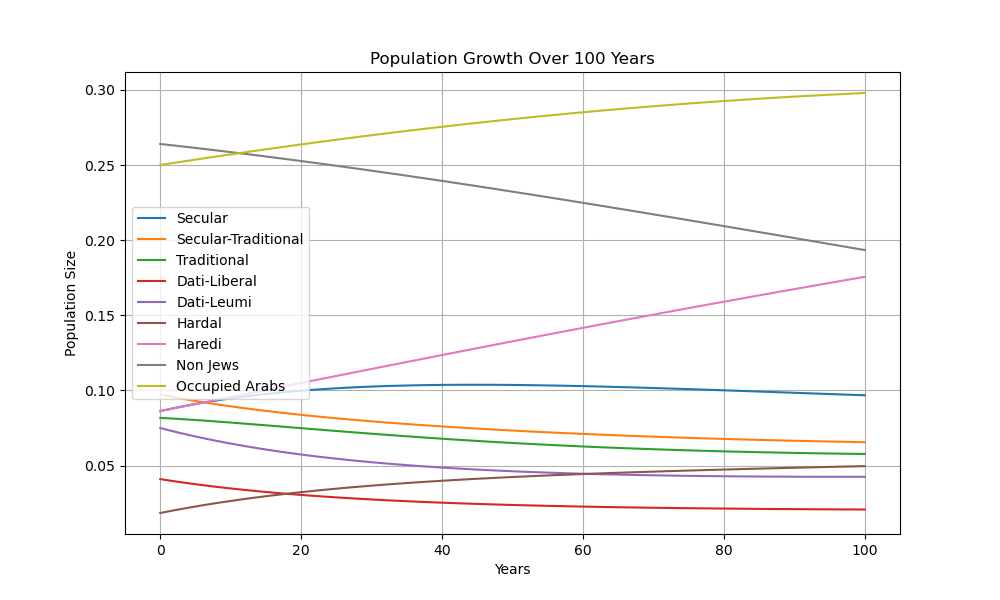 Population Growth Over 100 Years
Population Size
0.30
0.25
0.20
0.15
0.10
0.05
Secular
Secular-Traditional
Traditional
Dati-Liberal
Dati-Leumi
Hardal
Haredi
Non Jews
Occupied Arabs
0 20 40 60 80 100
Years